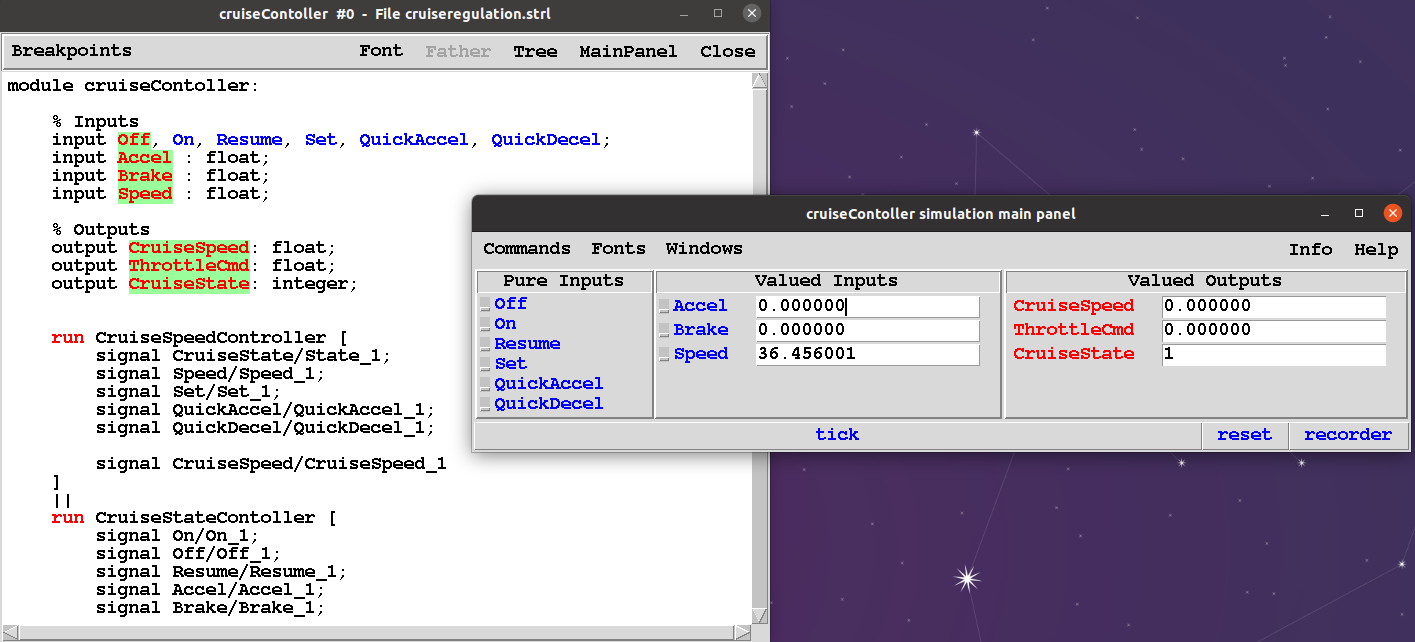 cruiseContoller #0 - File cruiseregulation.strl
Breakpoints Font Father Tree MainPanel Close
module cruiseContoller:
% Inputs
input Off, On, Resume, Set, QuickAccel, QuickDecel;
input Accel : float;
input Brake : float;
input Speed : float;
% Outputs
output CruiseSpeed: float;
output ThrottleCmd: float;
output CruiseState: integer;
run CruiseSpeedController [
signal CruiseState/State_1;
signal Speed/Speed_1;
signal Set/Set_1;
signal QuickAccel/QuickAccel_1;
signal QuickDecel/QuickDecel_1;
signal CruiseSpeed/CruiseSpeed_1
]
||
run CruiseStateContoller [
signal On/On_1;
signal Off/Off_1;
signal Resume/Resume_1;
signal Accel/Accel_1;
signal Brake/Brake_1;
cruiseContoller simulation main panel
Commands Fonts Windows Info Help
Pure Inputs
Off
On
Resume
Set
QuickAccel
QuickDecel
Valued Inputs
Accel 0.000000
Brake 0.000000
Speed 36.456001
Valued Outputs
CruiseSpeed 0.000000
ThrottleCmd 0.000000
CruiseState 1
tick reset recorder